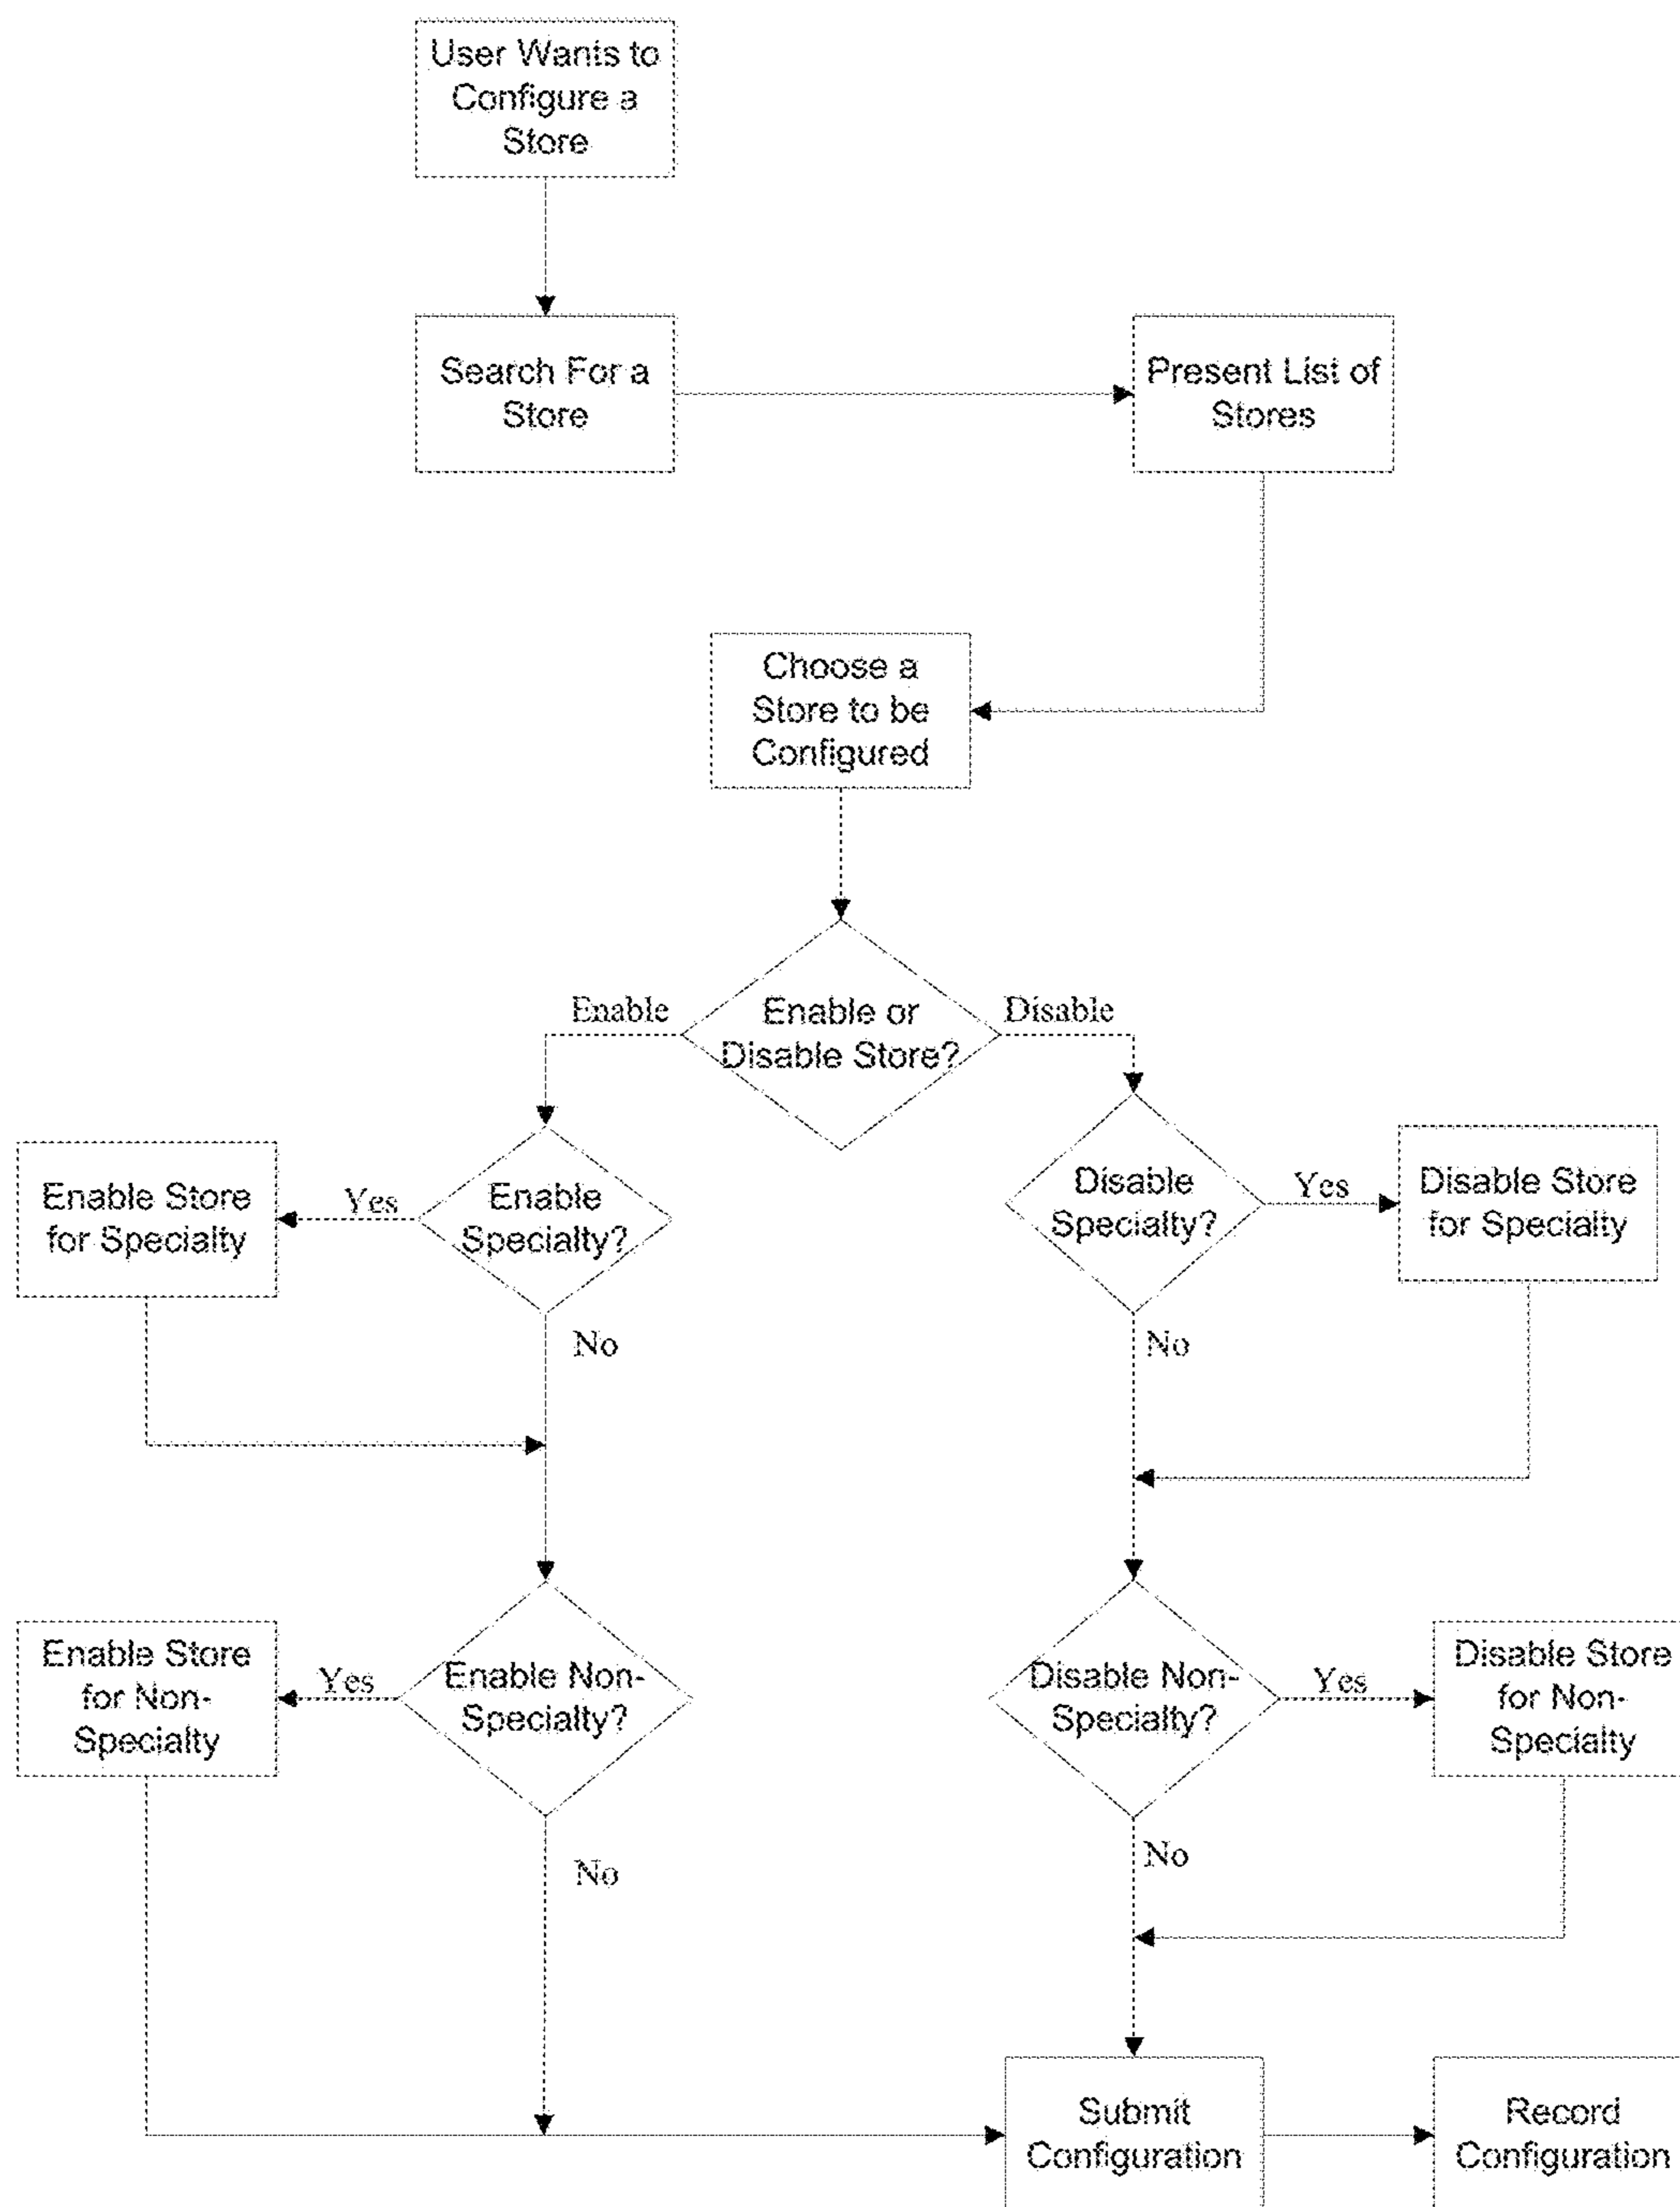 User Wants to
Configure a
Store
Search For a
Store
Present List of
Stores
Choose a
Store to be
Configured
Enable
Enable or
Disable Store?
Disable
Enable Store
for Specialty
Yes
Enable
Specialty?
Disable
Specialty?
Yes
Disable Store
for Specialty
No
No
Enable Store
for Non-
Specialty
Yes
Enable Non-
Specialty?
Disable Non-
Specialty?
Yes
Disable Store
for Non-
Specialty
No
No
Submit
Configuration
Record
Configuration